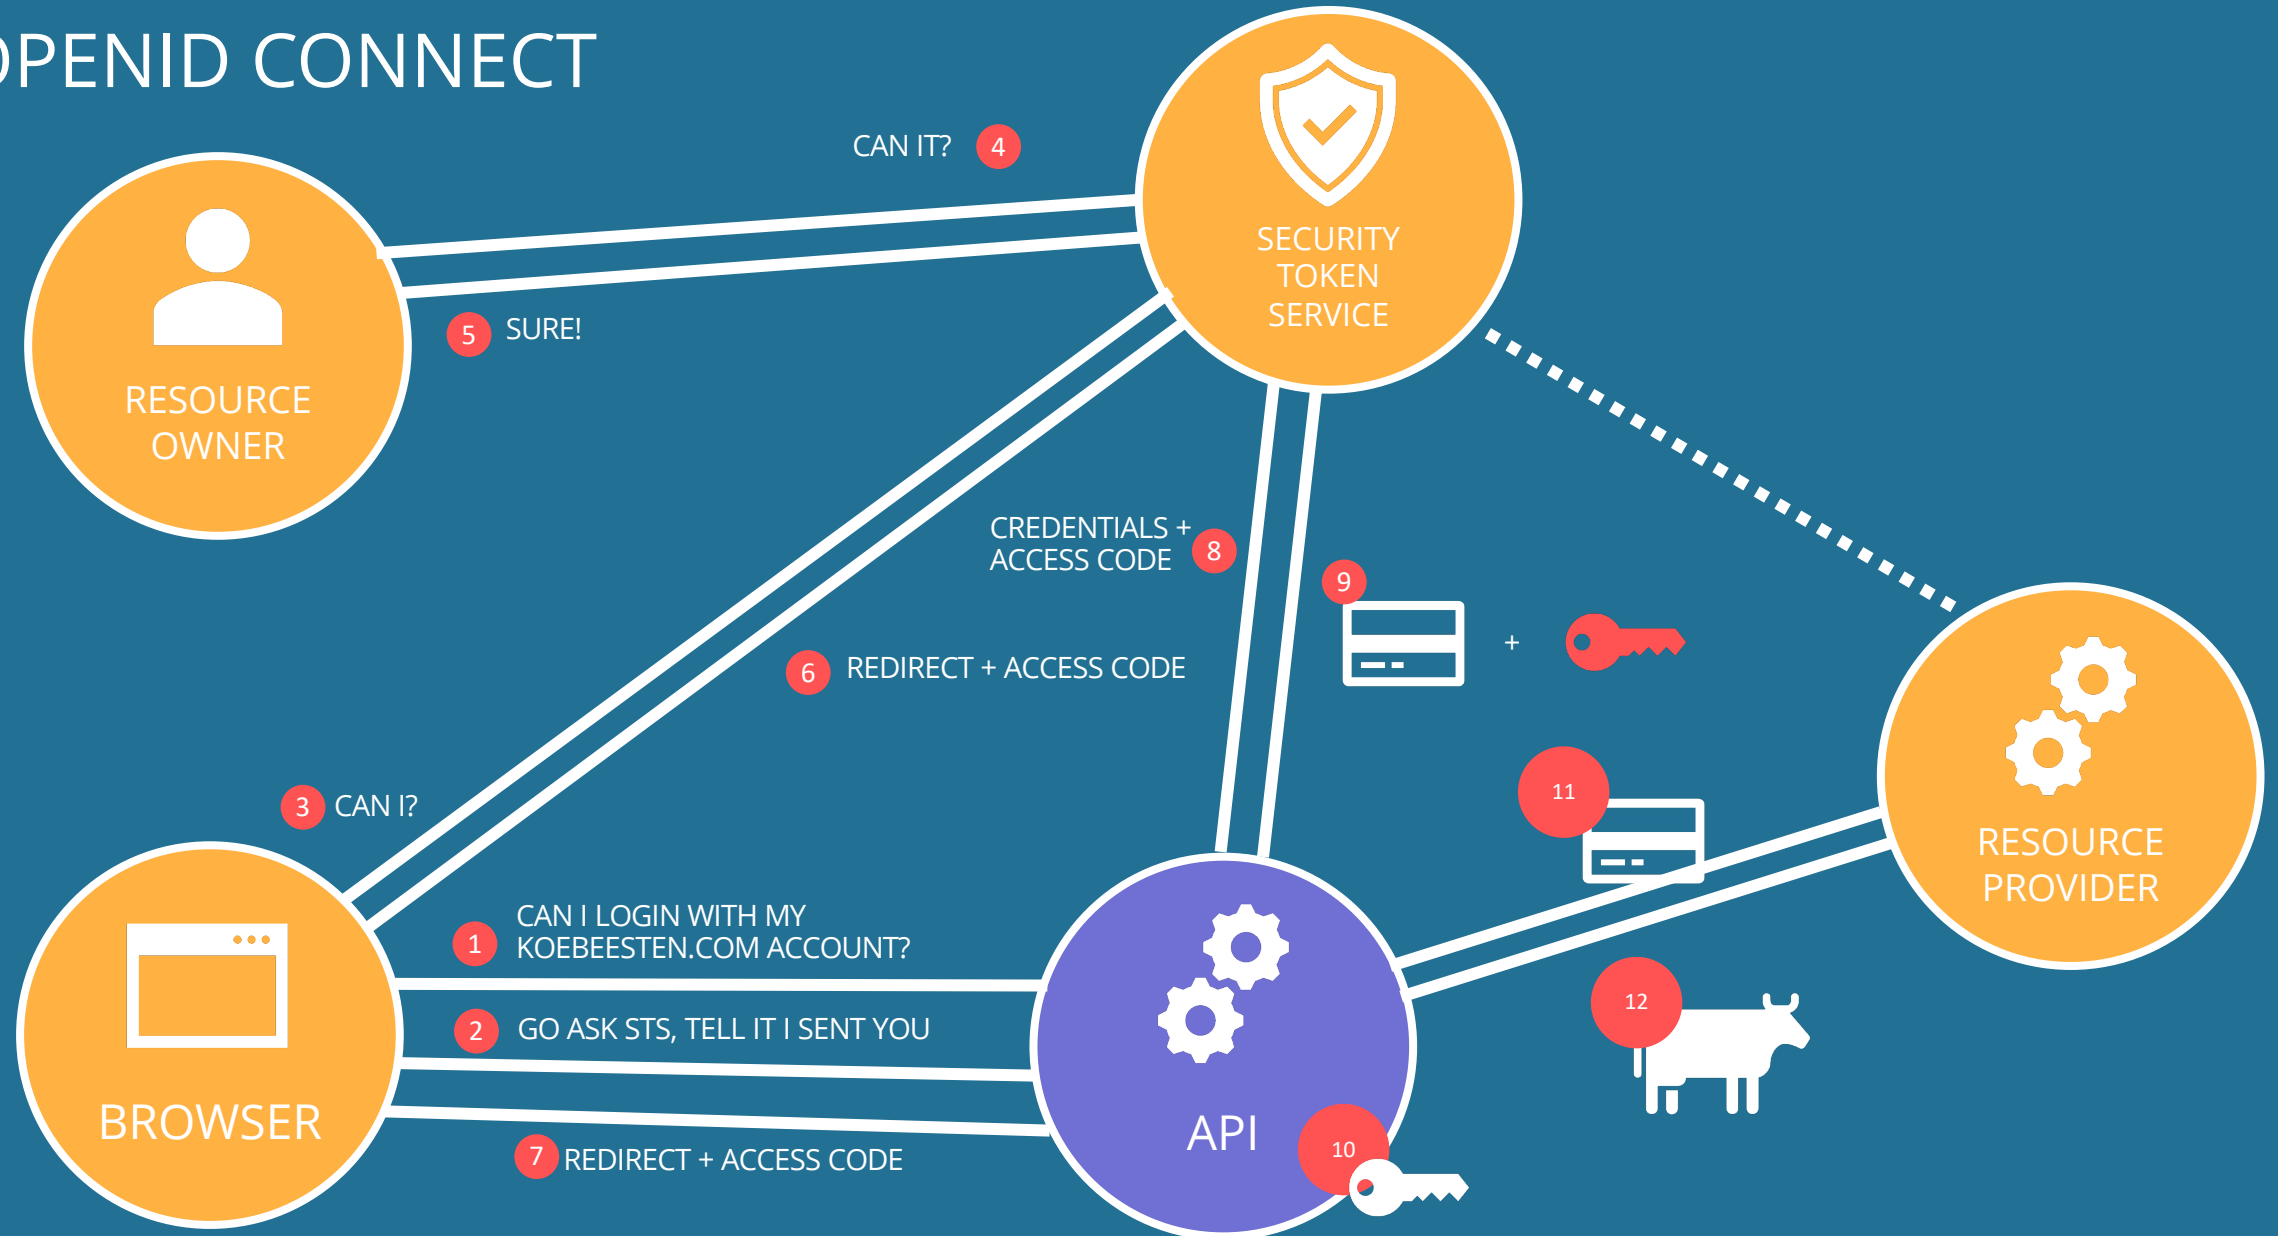 OPENID CONNECT
CAN IT?
4
SECURITY
TOKEN
SERVICE
5
SURE!
RESOURCE
OWNER
CREDENTIALS +
ACCESS CODE
8
9
+
6
REDIRECT + ACCESS CODE
3
CAN I?
11
RESOURCE
PROVIDER
1
CAN I LOGIN WITH MY
KOEBEESTEN.COM ACCOUNT?
2
GO ASK STS, TELL IT I SENT YOU
12
BROWSER
API
10
7
REDIRECT + ACCESS CODE